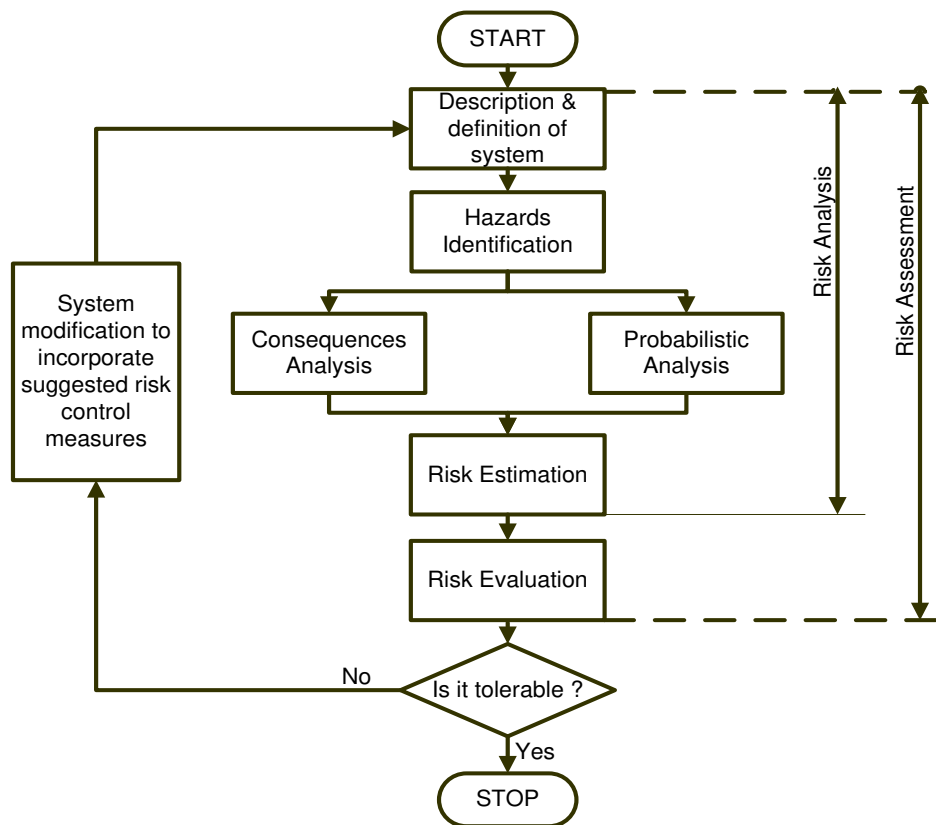 START
Description &
definition of
system
Hazards
Identification
Consequences
Analysis
Probabilistic
Analysis
System
modification to
incorporate
suggested risk
control
measures
Risk Estimation
Risk Evaluation
Is it tolerable ?
No
Yes
STOP
Risk Analysis
Risk Assessment